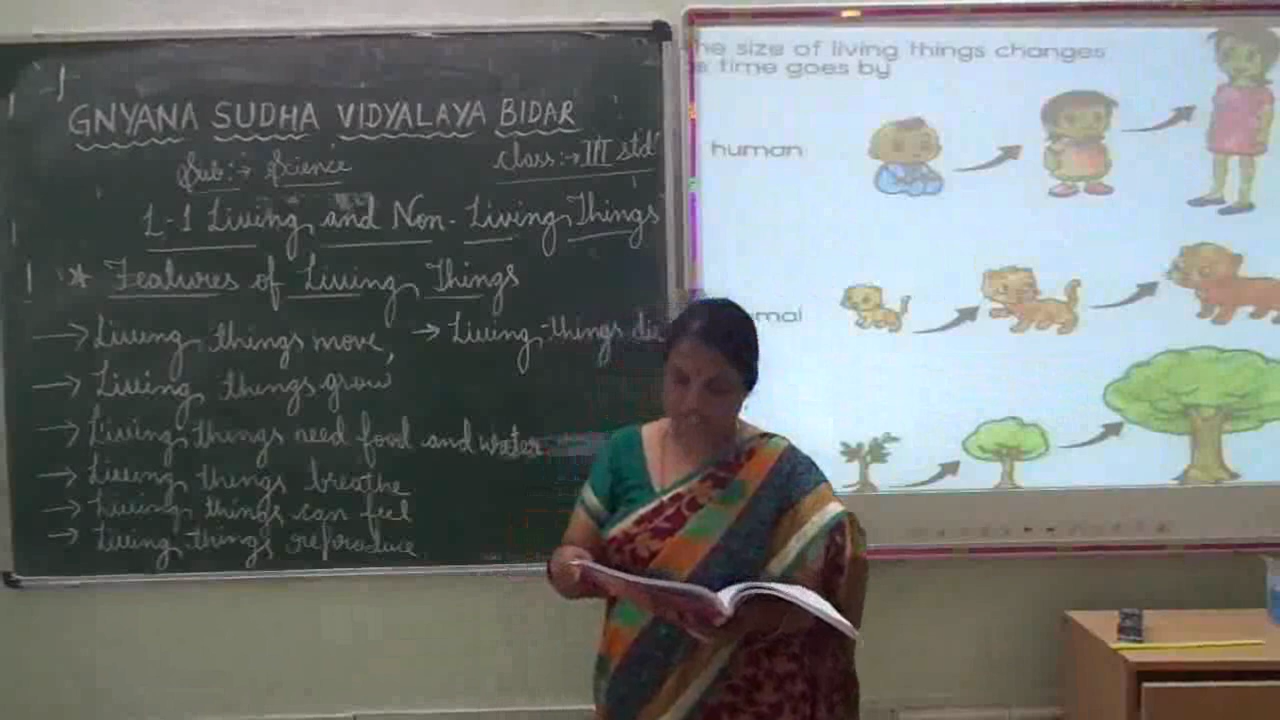 GNYANA SUDHA VIDYALAYA BIDAR
Sub:→ Science Class:→ III std
L-1 Living and Non-Living Things
* Features of Living Things
→ Living things move, → Living things die
→ Living things grow
→ Living things need food and water
→ Living things breathe
→ Living things can feel
→ Living things reproduce
he size of living things changes
s time goes by
human
mal